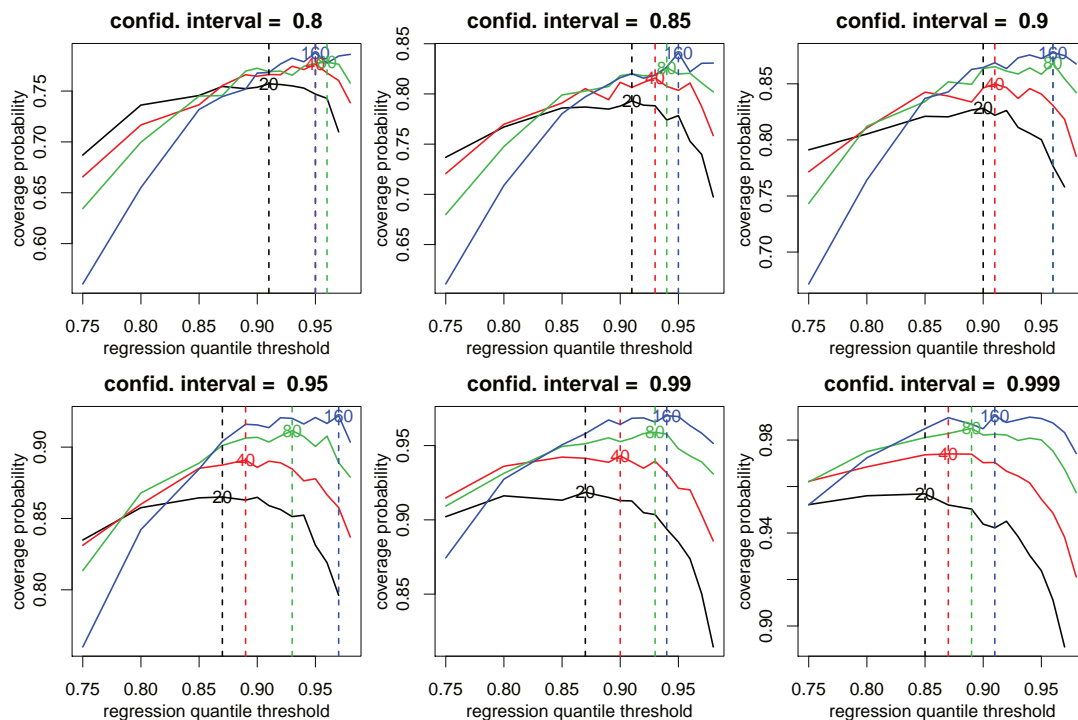 confid. interval = 0.8
coverage probability
0.60 0.65 0.70 0.75
20
40
80
160
0.75 0.80 0.85 0.90 0.95
regression quantile threshold
confid. interval = 0.85
coverage probability
0.65 0.70 0.75 0.80 0.85
20
40
80
160
0.75 0.80 0.85 0.90 0.95
regression quantile threshold
confid. interval = 0.9
coverage probability
0.70 0.75 0.80 0.85
20
40
80
160
0.75 0.80 0.85 0.90 0.95
regression quantile threshold
confid. interval = 0.95
coverage probability
0.80 0.85 0.90
20
40
80
160
0.75 0.80 0.85 0.90 0.95
regression quantile threshold
confid. interval = 0.99
coverage probability
0.85 0.90 0.95
20
40
80
160
0.75 0.80 0.85 0.90 0.95
regression quantile threshold
confid. interval = 0.999
coverage probability
0.90 0.94 0.98
20
40
80
160
0.75 0.80 0.85 0.90 0.95
regression quantile threshold